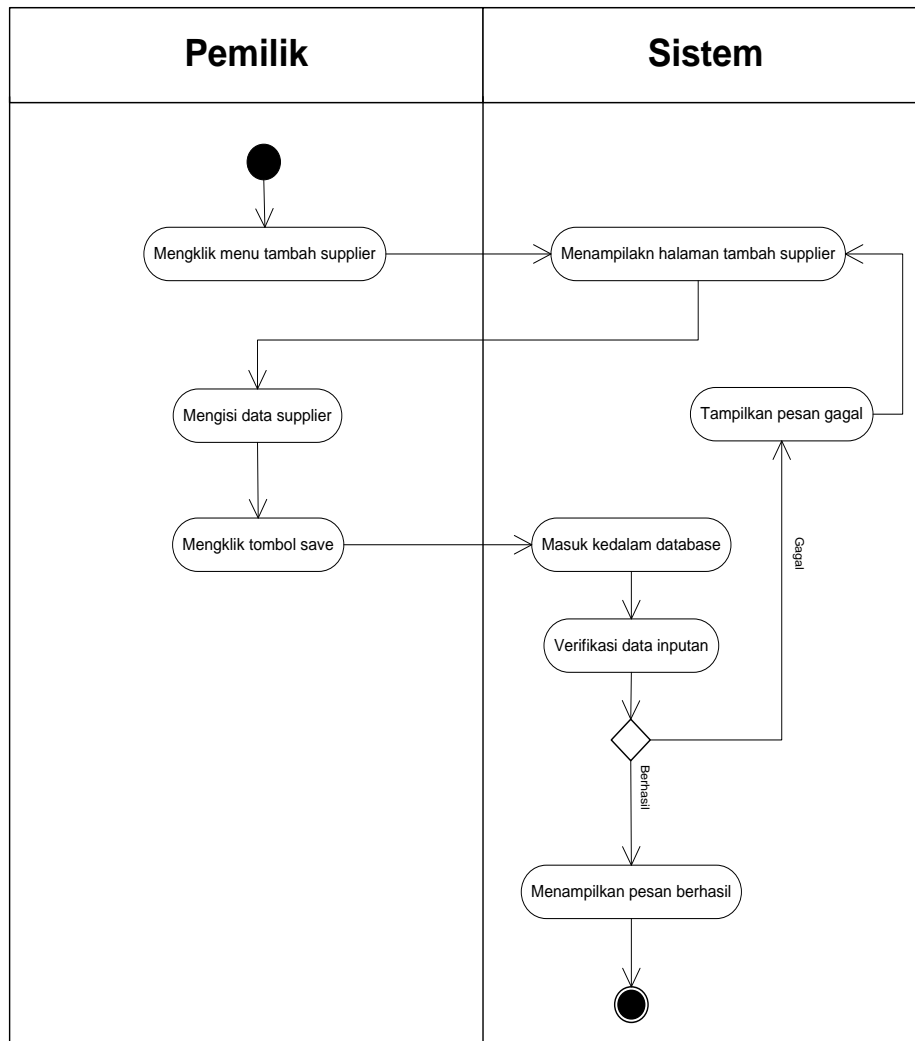 Pemilik
Sistem
Mengklik menu tambah supplier
Menampilakn halaman tambah supplier
Mengisi data supplier
Tampilkan pesan gagal
Mengklik tombol save
Masuk kedalam database
Gagal
Verifikasi data inputan
Berhasil
Menampilkan pesan berhasil